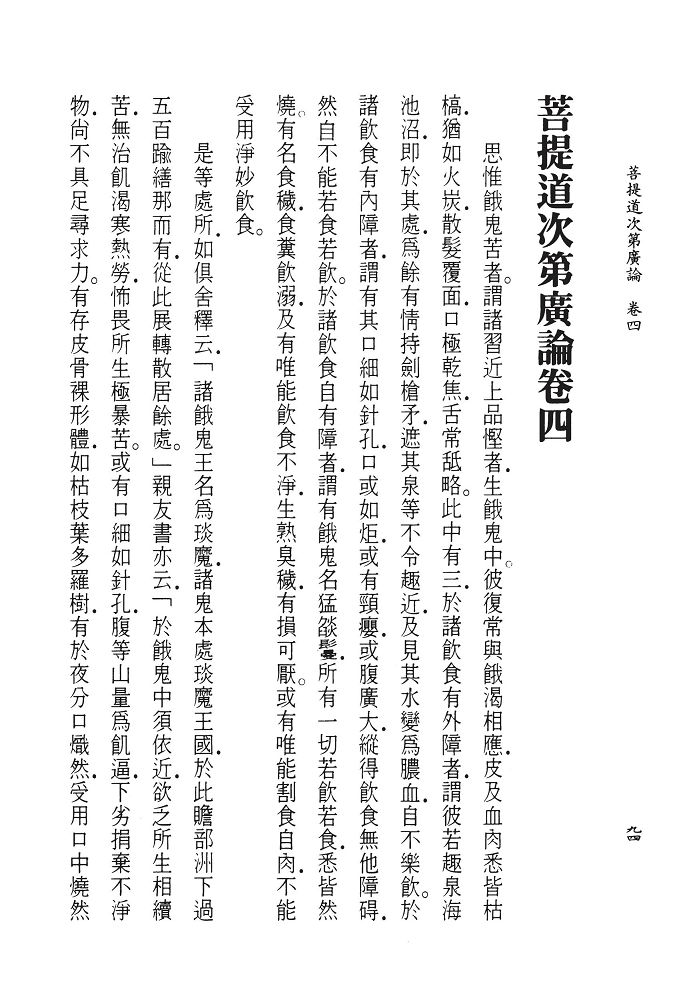 菩提道次第廣論　卷四
九四
菩提道次第廣論卷四
思惟餓鬼苦者。謂諸習近上品慳者．生餓鬼中。彼復常與餓渴相應．皮及血肉悉皆枯
槁．猶如火炭．散髮覆面．口極乾焦．舌常舐略。此中有三．於諸飲食有外障者．謂彼若趣泉海
池沼．即於其處．爲餘有情持劍槍矛．遮其泉等不令趣近．及見其水變爲膿血．自不樂飲。於
諸飲食有內障者．謂有其口細如針孔．口或如炬．或有頸癭．或腹廣大．縱得飲食無他障碍．
然自不能若食若飲。於諸飲食自有障者．謂有餓鬼名猛燄鬘．所有一切若飲若食．悉皆然
燒。有名食穢．食糞飲溺．及有唯能飲食不淨．生熟臭穢．有損可厭。或有唯能割食自肉．不能
受用淨妙飲食。
是等處所．如俱舍釋云．「諸餓鬼王名爲琰魔．諸鬼本處琰魔王國．於此贍部洲下過
五百踰繕那而有．從此展轉散居餘處。」親友書亦云．「於餓鬼中須依近．欲乏所生相續
苦．無治飢渴寒熱勞．怖畏所生極暴苦。或有口細如針孔．腹等山量爲飢逼．下劣捐棄不淨
物．尚不具足尋求力。有存皮骨裸形體．如枯枝葉多羅樹．有於夜分口熾然．受用口中燒然